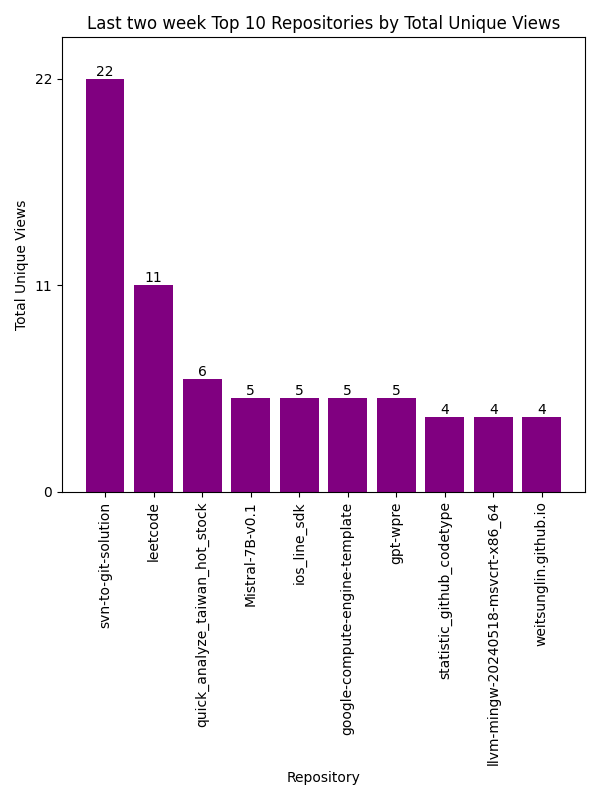 Last two week Top 10 Repositories by Total Unique Views
Total Unique Views
22
11
0
22
11
6
5
5
5
5
4
4
4
svn-to-git-solution
leetcode
quick_analyze_taiwan_hot_stock
Mistral-7B-v0.1
ios_line_sdk
google-compute-engine-template
gpt-wpre
statistic_github_codetype
llvm-mingw-20240518-msvcrt-x86_64
weitsunglin.github.io
Repository